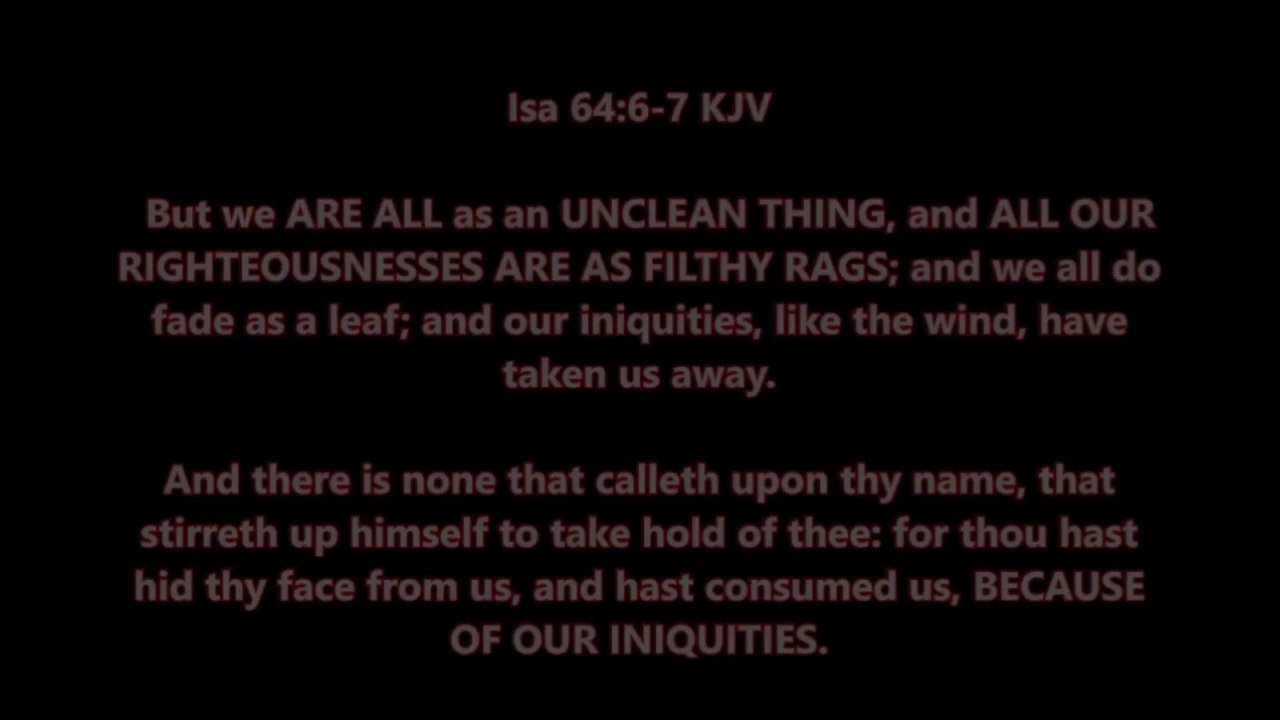 Isa 64:6-7 KJV
But we ARE ALL as an UNCLEAN THING, and ALL OUR
RIGHTEOUSNESSES ARE AS FILTHY RAGS; and we all do
fade as a leaf; and our iniquities, like the wind, have
taken us away.
And there is none that calleth upon thy name, that
stirreth up himself to take hold of thee: for thou hast
hid thy face from us, and hast consumed us, BECAUSE
OF OUR INIQUITIES.